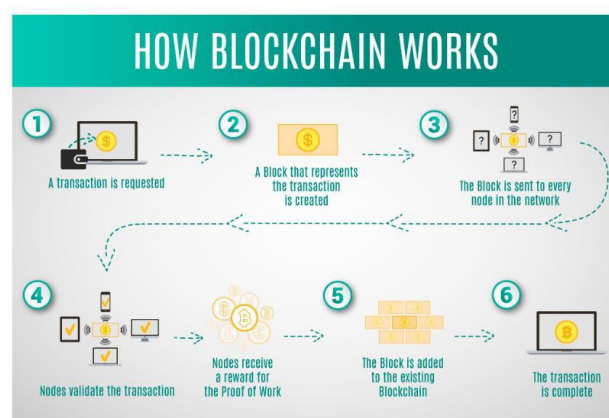 HOW BLOCKCHAIN WORKS
1
$
A transaction is requested
2
$
A Block that represents
the transaction
is created
3
?
?
$
?
?
The Block is sent to every
node in the network
4
$
Nodes validate the transaction
Nodes receive
a reward for
the Proof of Work
5
The Block is added
to the existing
Blockchain
6
The transaction
is complete